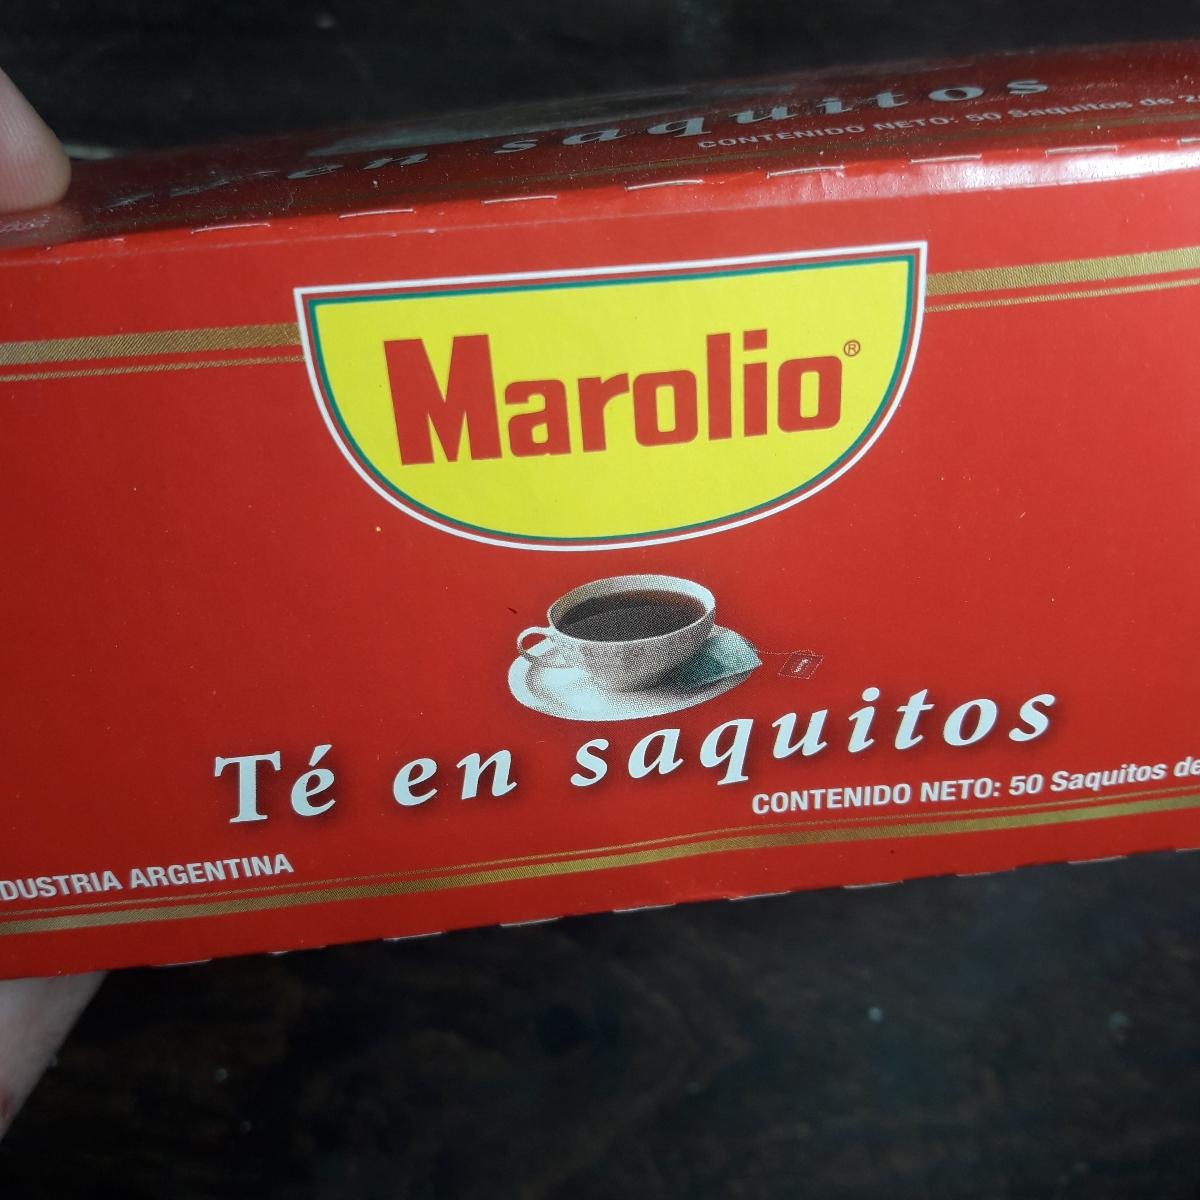 en saquitos
CONTENIDO NETO: 50 Saquitos de
Marolio®
Té en saquitos
CONTENIDO NETO: 50 Saquitos de
DUSTRIA ARGENTINA